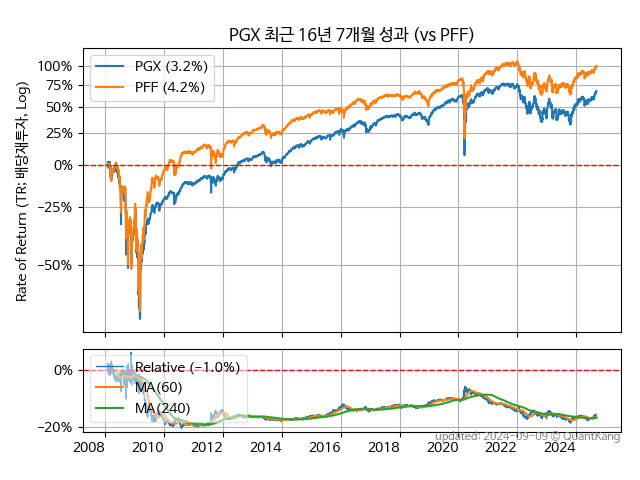 PGX 최근 16년 7개월 성과 (vs PFF)
Rate of Return (TR: 배당재투자, Log)
100%
75%
50%
25%
0%
−25%
−50%
PGX (3.2%)
PFF (4.2%)
0%
−20%
Relative (−1.0%)
MA(60)
MA(240)
2008 2010 2012 2014 2016 2018 2020 2022 2024
updated: 2024-09-09 © QuantKang